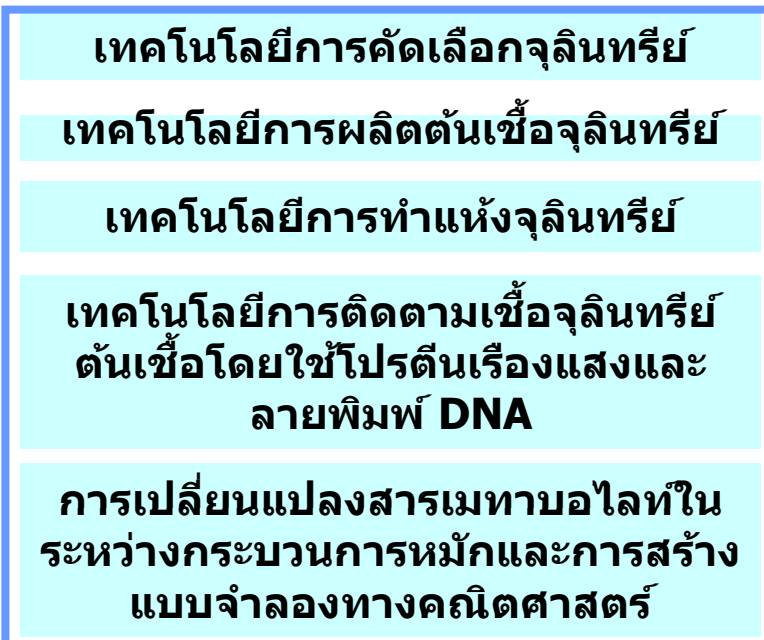 เทคโนโลยีการคัดเลือกจุลินทรีย์
เทคโนโลยีการผลิตต้นเชื้อจุลินทรีย์
เทคโนโลยีการทำแห้งจุลินทรีย์
เทคโนโลยีการติดตามเชื้อจุลินทรีย์
ต้นเชื้อโดยใช้โปรตีนเรืองแสงและ
ลายพิมพ์ DNA
การเปลี่ยนแปลงสารเมทาบอไลท์ใน
ระหว่างกระบวนการหมักและการสร้าง
แบบจำลองทางคณิตศาสตร์